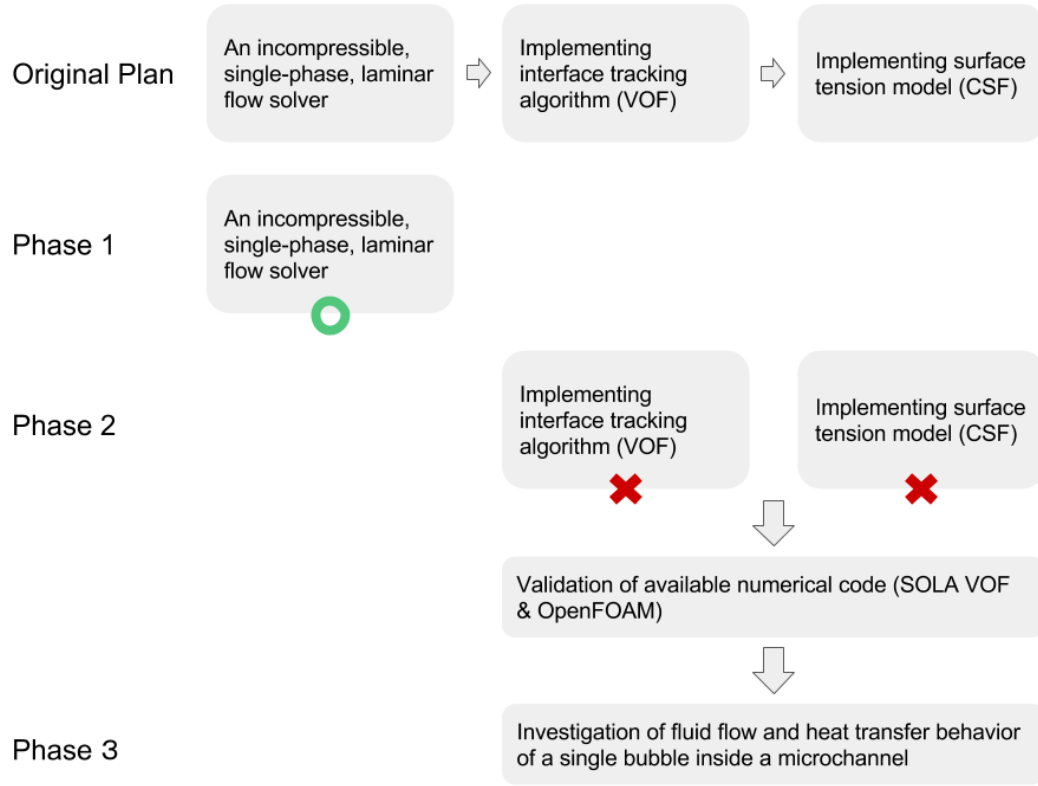 Original Plan
An incompressible,
single-phase, laminar
flow solver
Implementing
interface tracking
algorithm (VOF)
Implementing surface
tension model (CSF)
Phase 1
An incompressible,
single-phase, laminar
flow solver
Phase 2
Implementing
interface tracking
algorithm (VOF)
Implementing surface
tension model (CSF)
Validation of available numerical code (SOLA VOF
& OpenFOAM)
Phase 3
Investigation of fluid flow and heat transfer behavior
of a single bubble inside a microchannel